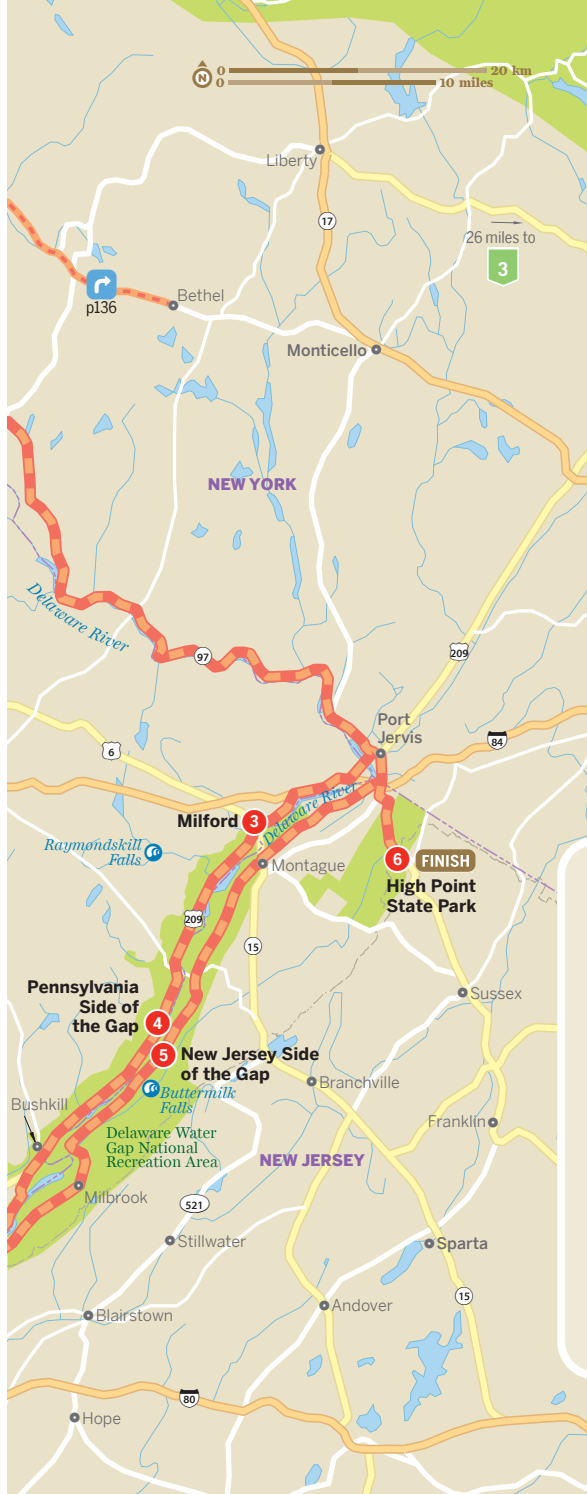 N
0
20 km
0
10 miles
Liberty
17
26 miles to
3
p136
Bethel
Monticello
NEW YORK
Delaware River
97
209
Port
Jervis
6
84
Delaware River
Milford
3
Raymondskill
Falls
Montague
6
FINISH
High Point
State Park
209
15
Pennsylvania
Side of
the Gap
4
Sussex
5
New Jersey Side
of the Gap
Buttermilk
Falls
Branchville
Bushkill
Franklin
Delaware Water
Gap National
Recreation Area
NEW JERSEY
Milbrook
521
Stillwater
Sparta
15
Andover
Blairstown
80
Hope